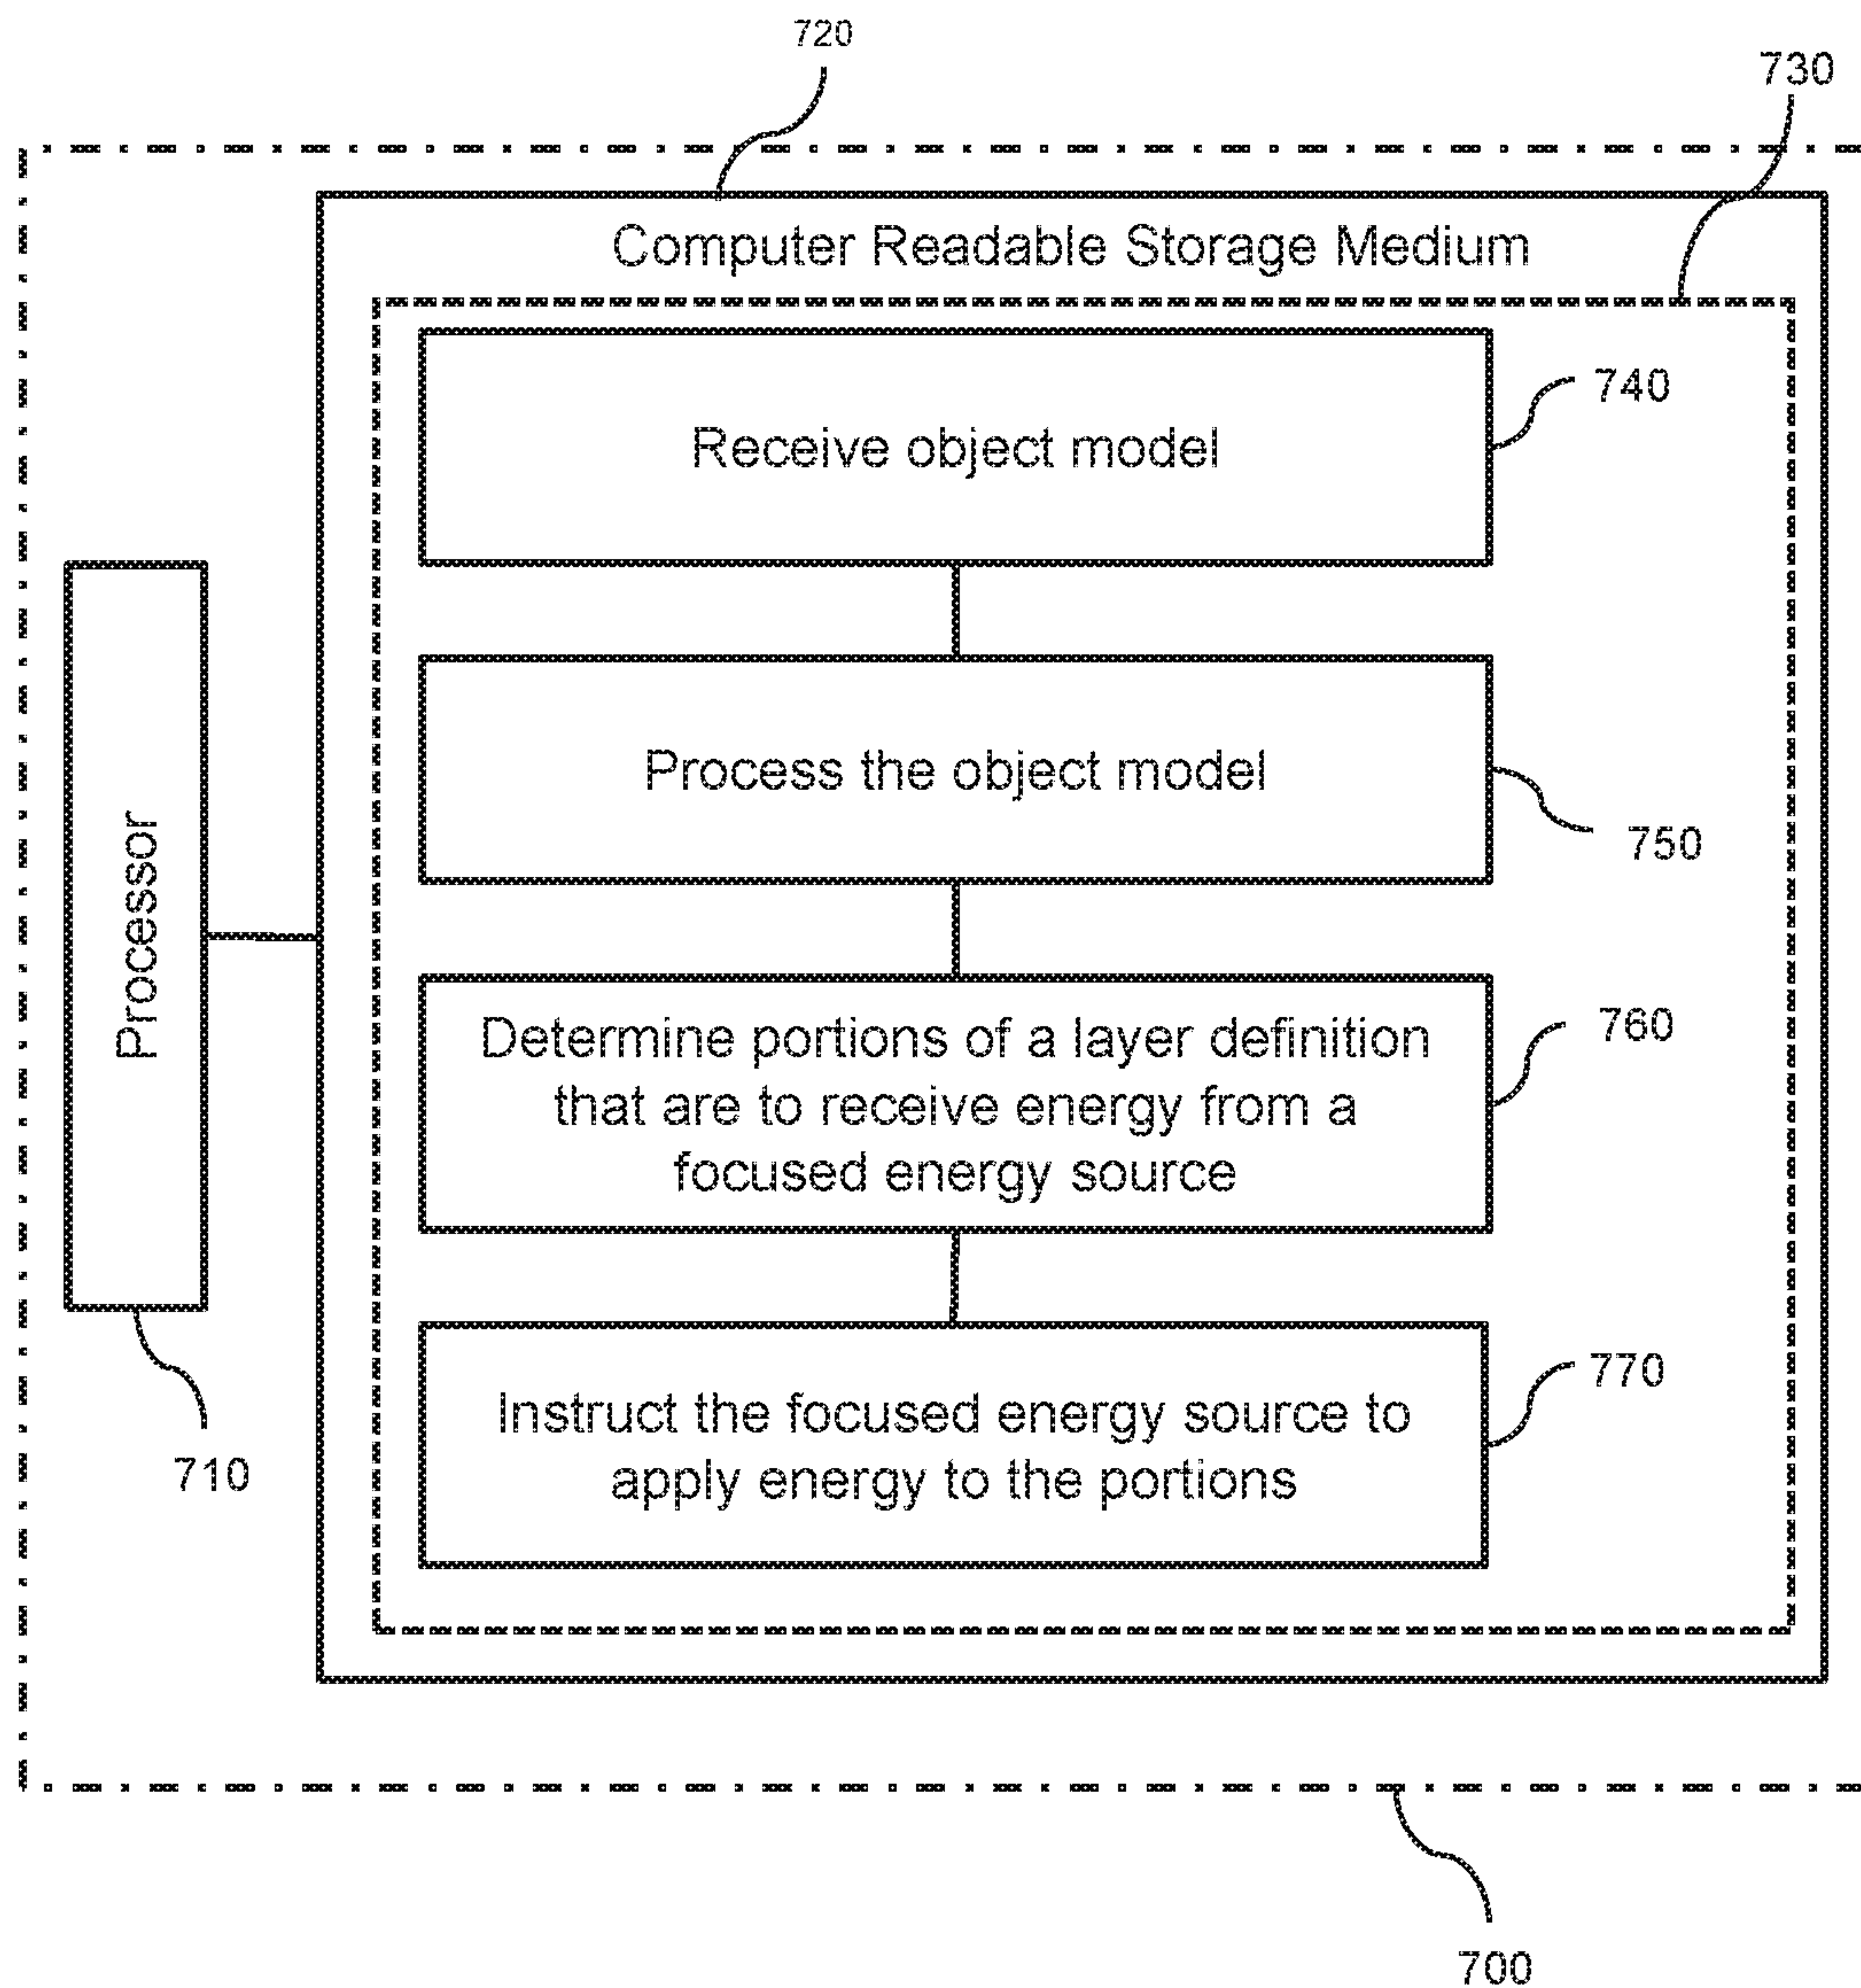 720
730
Computer Readable Storage Medium
740
Receive object model
Process the object model
750
Processor
760
Determine portions of a layer definition
that are to receive energy from a
focused energy source
770
Instruct the focused energy source to
apply energy to the portions
710
700